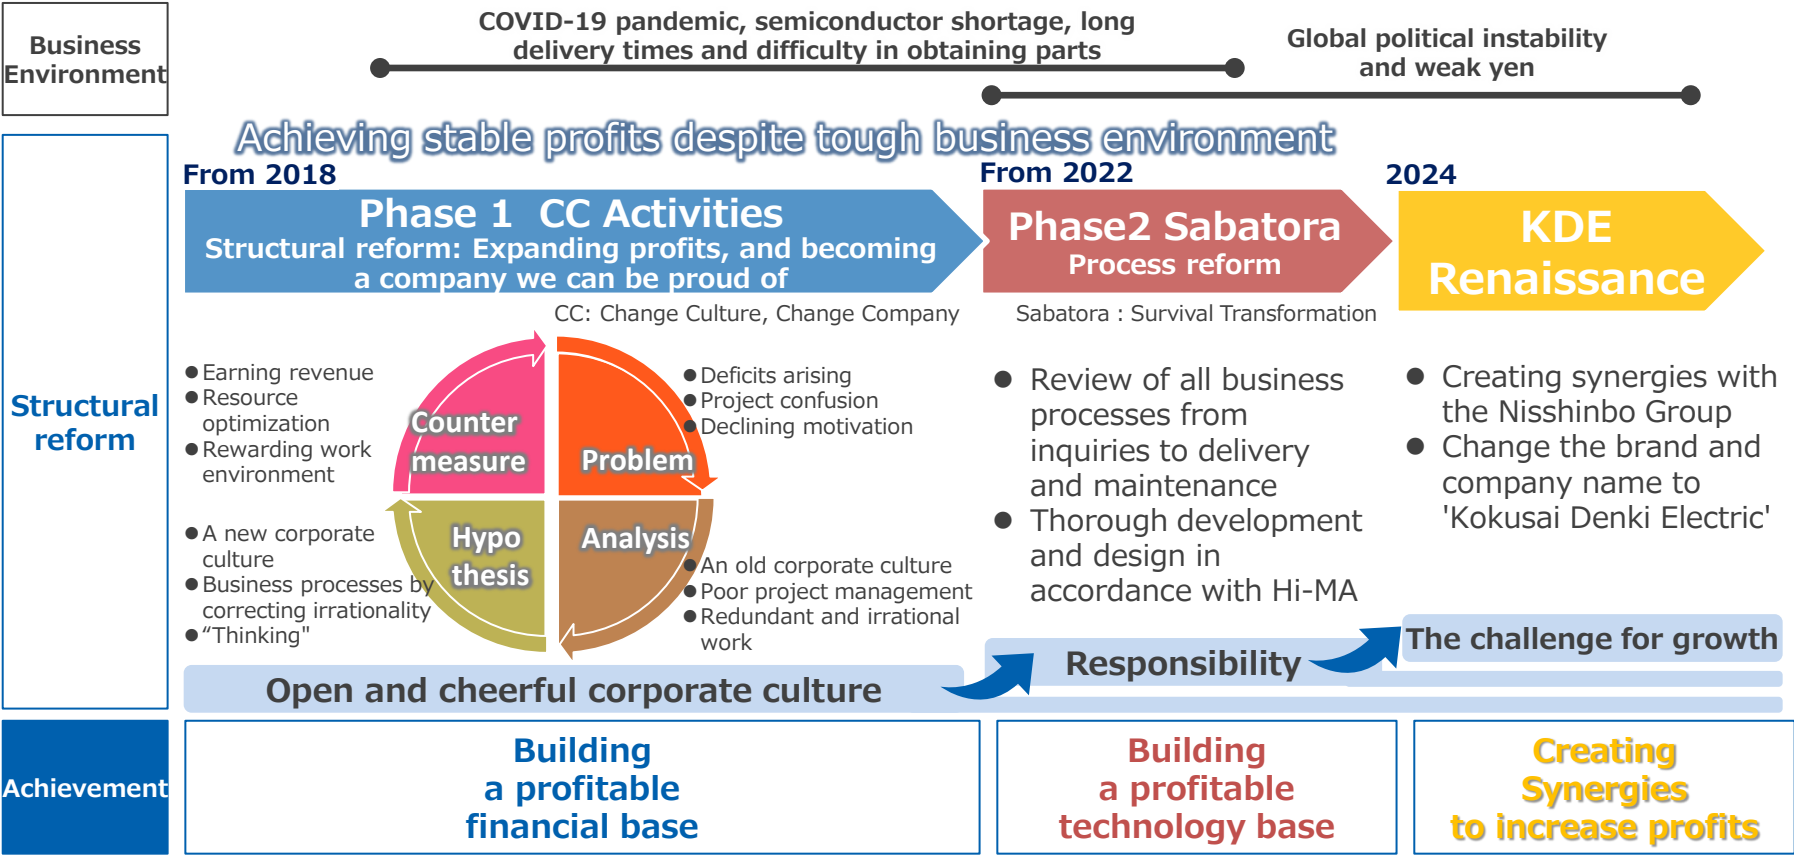 Business
Environment
COVID-19 pandemic, semiconductor shortage, long
delivery times and difficulty in obtaining parts
Global political instability
and weak yen
Structural
reform
Achieving stable profits despite tough business environment
From 2018
From 2022
2024
Phase 1 CC Activities
Structural reform: Expanding profits, and becoming
a company we can be proud of
Phase2 Sabatora
Process reform
KDE
Renaissance
CC: Change Culture, Change Company
Sabatora : Survival Transformation
●Earning revenue
●Resource
optimization
●Rewarding work
environment
Counter
measure
Problem
●Deficits arising
●Project confusion
●Declining motivation
●A new corporate
culture
●Business processes by
correcting irrationality
●“Thinking"
Hypo
thesis
Analysis
●An old corporate culture
●Poor project management
●Redundant and irrational
work
● Review of all business
processes from
inquiries to delivery
and maintenance
● Thorough development
and design in
accordance with Hi-MA
● Creating synergies with
the Nisshinbo Group
● Change the brand and
company name to
'Kokusai Denki Electric'
Open and cheerful corporate culture
Responsibility
The challenge for growth
Achievement
Building
a profitable
financial base
Building
a profitable
technology base
Creating
Synergies
to increase profits